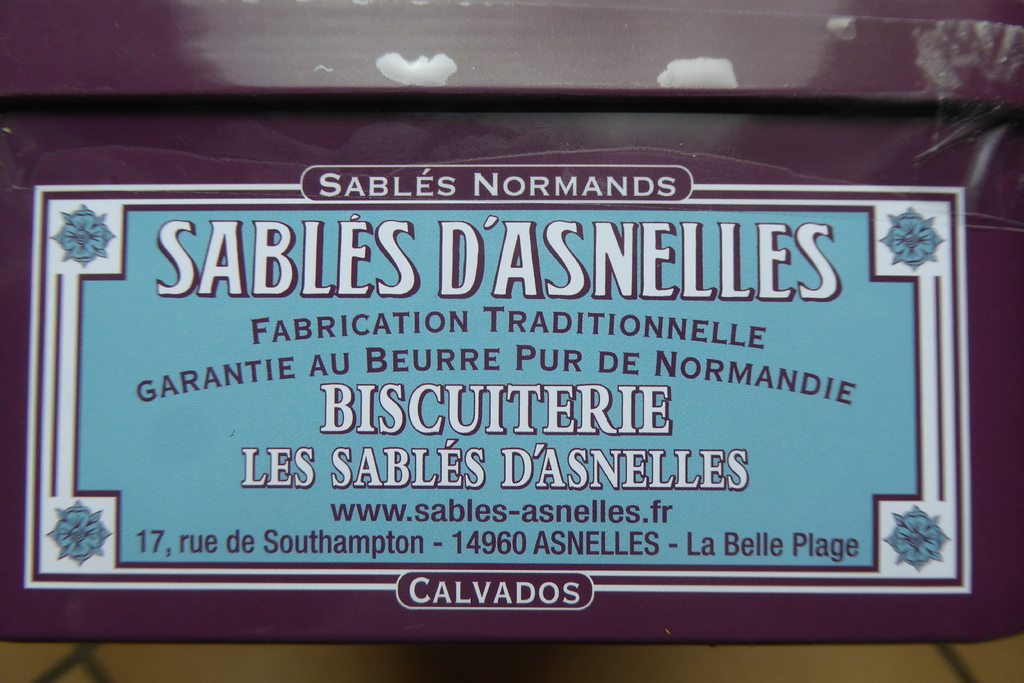 SABLÉS NORMANDS
SABLÉS D'ASNELLES
FABRICATION TRADITIONNELLE
GARANTIE AU BEURRE PUR DE NORMANDIE
BISCUITERIE
LES SABLÉS D'ASNELLES
www.sables-asnelles.fr
17, rue de Southampton - 14960 ASNELLES - La Belle Plage
CALVADOS